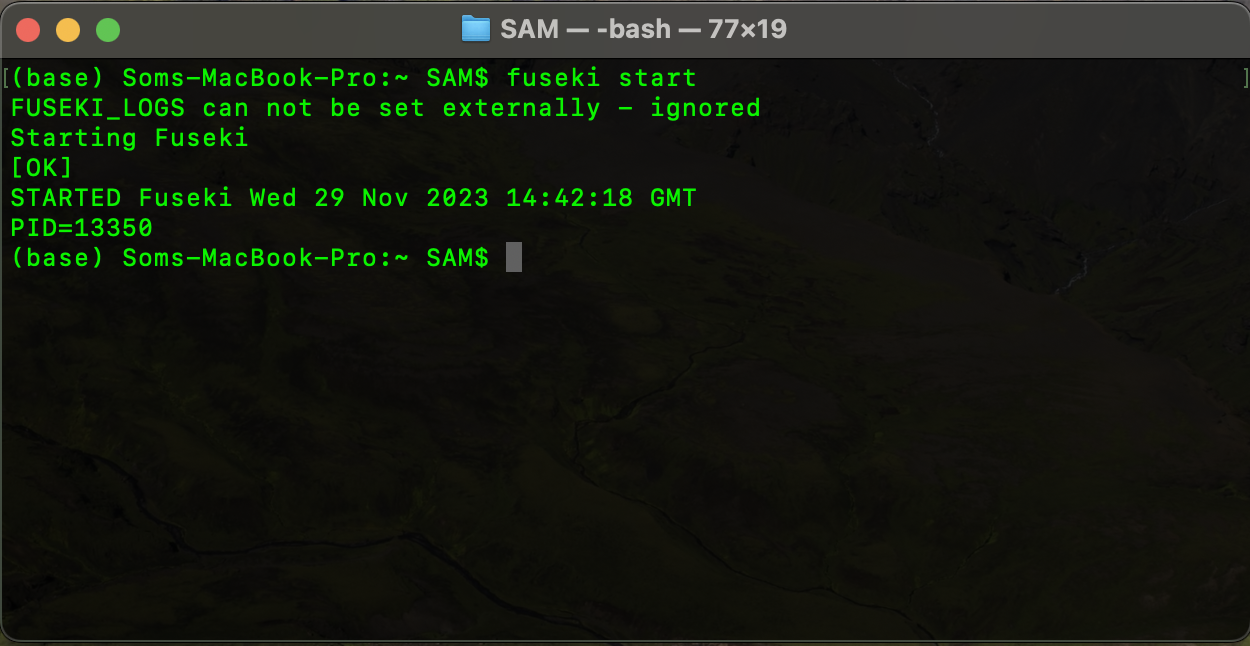 SAM — -bash — 77×19
[(base) Soms-MacBook-Pro:~ SAM$ fuseki start ]
FUSEKI_LOGS can not be set externally - ignored
Starting Fuseki
[OK]
STARTED Fuseki Wed 29 Nov 2023 14:42:18 GMT
PID=13350
(base) Soms-MacBook-Pro:~ SAM$